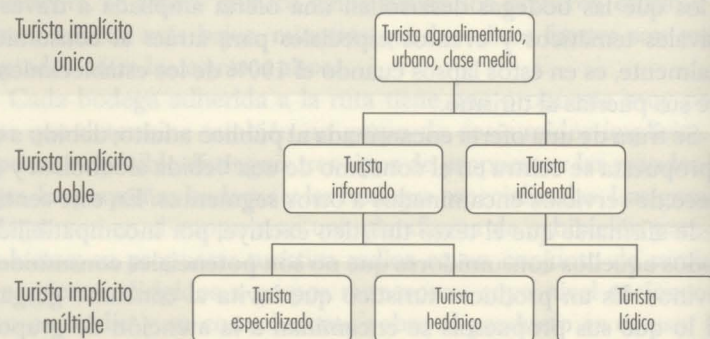 Turista implícito
único
Turista agroalimentario,
urbano, clase media
Turista implícito
doble
Turista
informado
Turista
incidental
Turista implícito
múltiple
Turista
especializado
Turista
hedónico
Turista
lúdico